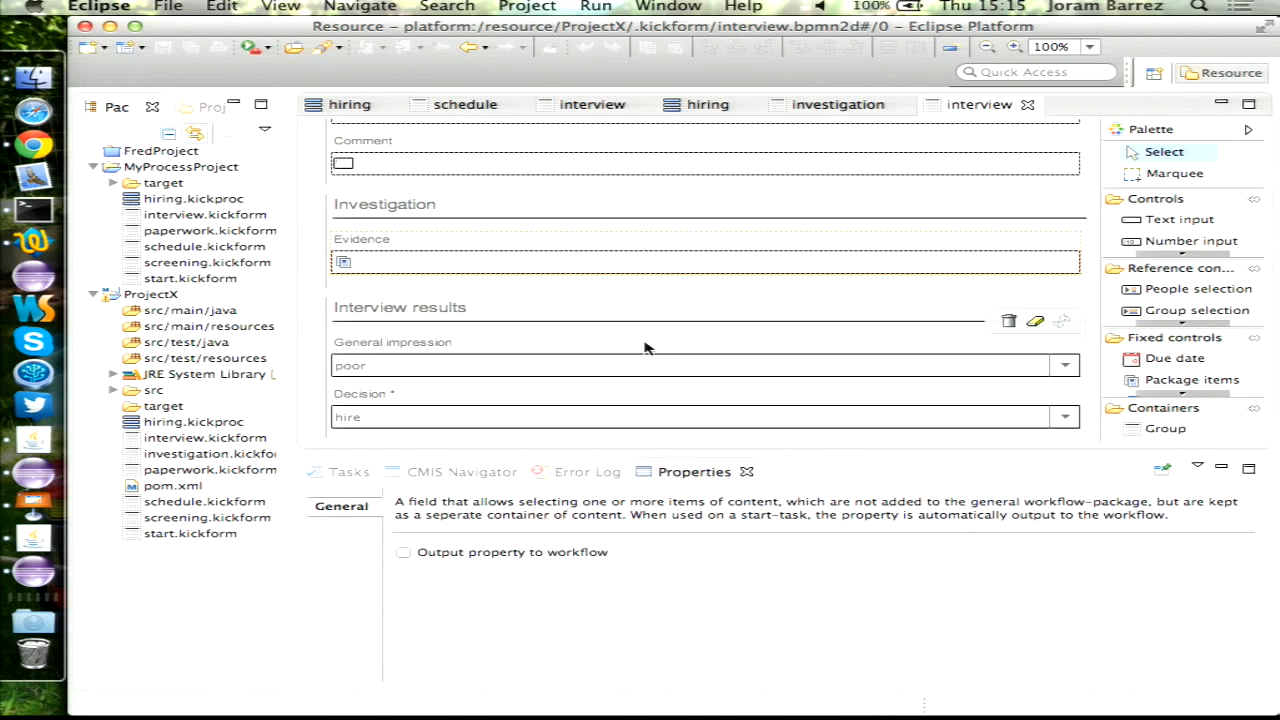 Eclipse File Edit View Navigate Search Project Run Window Help 100% Thu 15:15 Joram Barrez
Resource – platform:/resource/ProjectX/.kickform/interview.bpmn2d#/0 – Eclipse Platform
100%
Quick Access
Resource
Pac
Proj
hiring
schedule
interview
hiring
investigation
interview
FredProject
MyProcessProject
target
hiring.kickproc
interview.kickform
paperwork.kickform
schedule.kickform
screening.kickform
start.kickform
ProjectX
src/main/java
src/main/resources
src/test/java
src/test/resources
JRE System Library [
src
target
hiring.kickproc
interview.kickform
investigation.kickfo
paperwork.kickform
pom.xml
schedule.kickform
screening.kickform
start.kickform
Comment
Investigation
Evidence
Interview results
General impression
poor
Decision *
hire
Palette
Select
Marquee
Controls
Text input
Number input
Reference con...
People selection
Group selection
Fixed controls
Due date
Package items
Containers
Group
Tasks
CMIS Navigator
Error Log
Properties
General
A field that allows selecting one or more items of content, which are not added to the general workflow-package, but are kept
as a seperate container of content. When used on a start-task, the property is automatically output to the workflow.
Output property to workflow